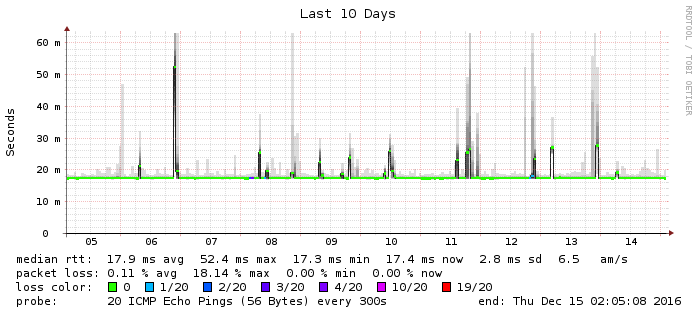 Last 10 Days
RRDTOOL / TOBI OETIKER
Seconds
60 m
50 m
40 m
30 m
20 m
10 m
0
05 06 07 08 09 10 11 12 13 14
median rtt: 17.9 ms avg 52.4 ms max 17.3 ms min 17.4 ms now 2.8 ms sd 6.5 am/s
packet loss: 0.11 % avg 18.14 % max 0.00 % min 0.00 % now
loss color: 0 1/20 2/20 3/20 4/20 10/20 19/20
probe: 20 ICMP Echo Pings (56 Bytes) every 300s end: Thu Dec 15 02:05:08 2016